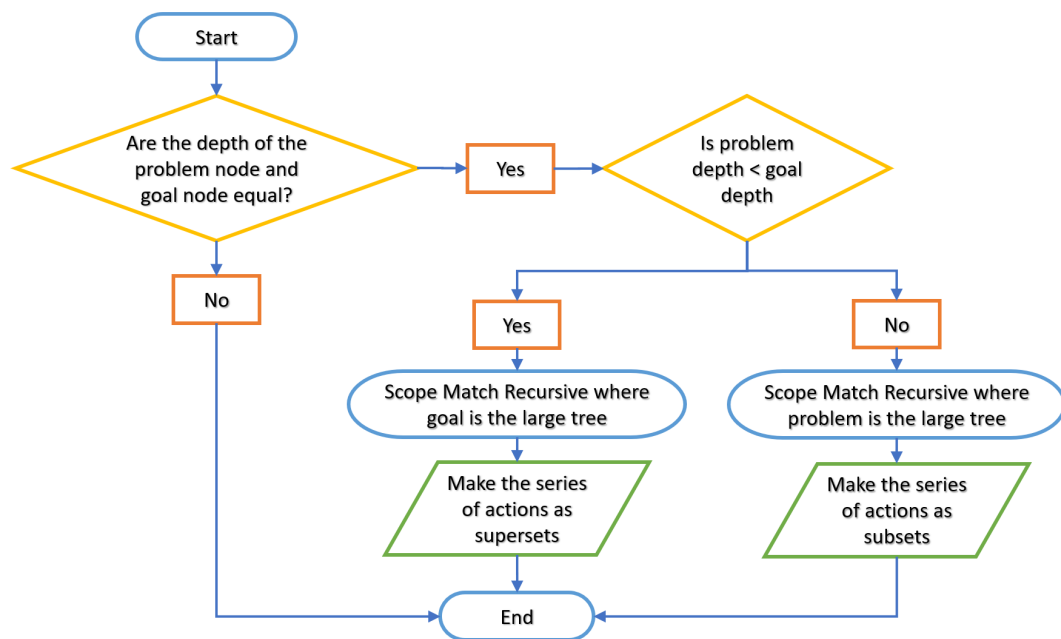 Start
Are the depth of the
problem node and
goal node equal?
Yes
Is problem
depth < goal
depth
No
Yes
No
Scope Match Recursive where
goal is the large tree
Scope Match Recursive where
problem is the large tree
Make the series
of actions as
supersets
Make the series
of actions as
subsets
End